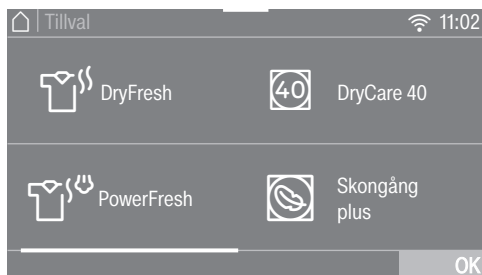 Tillval 11:02
DryFresh
40 DryCare 40
PowerFresh
Skongång
plus
OK